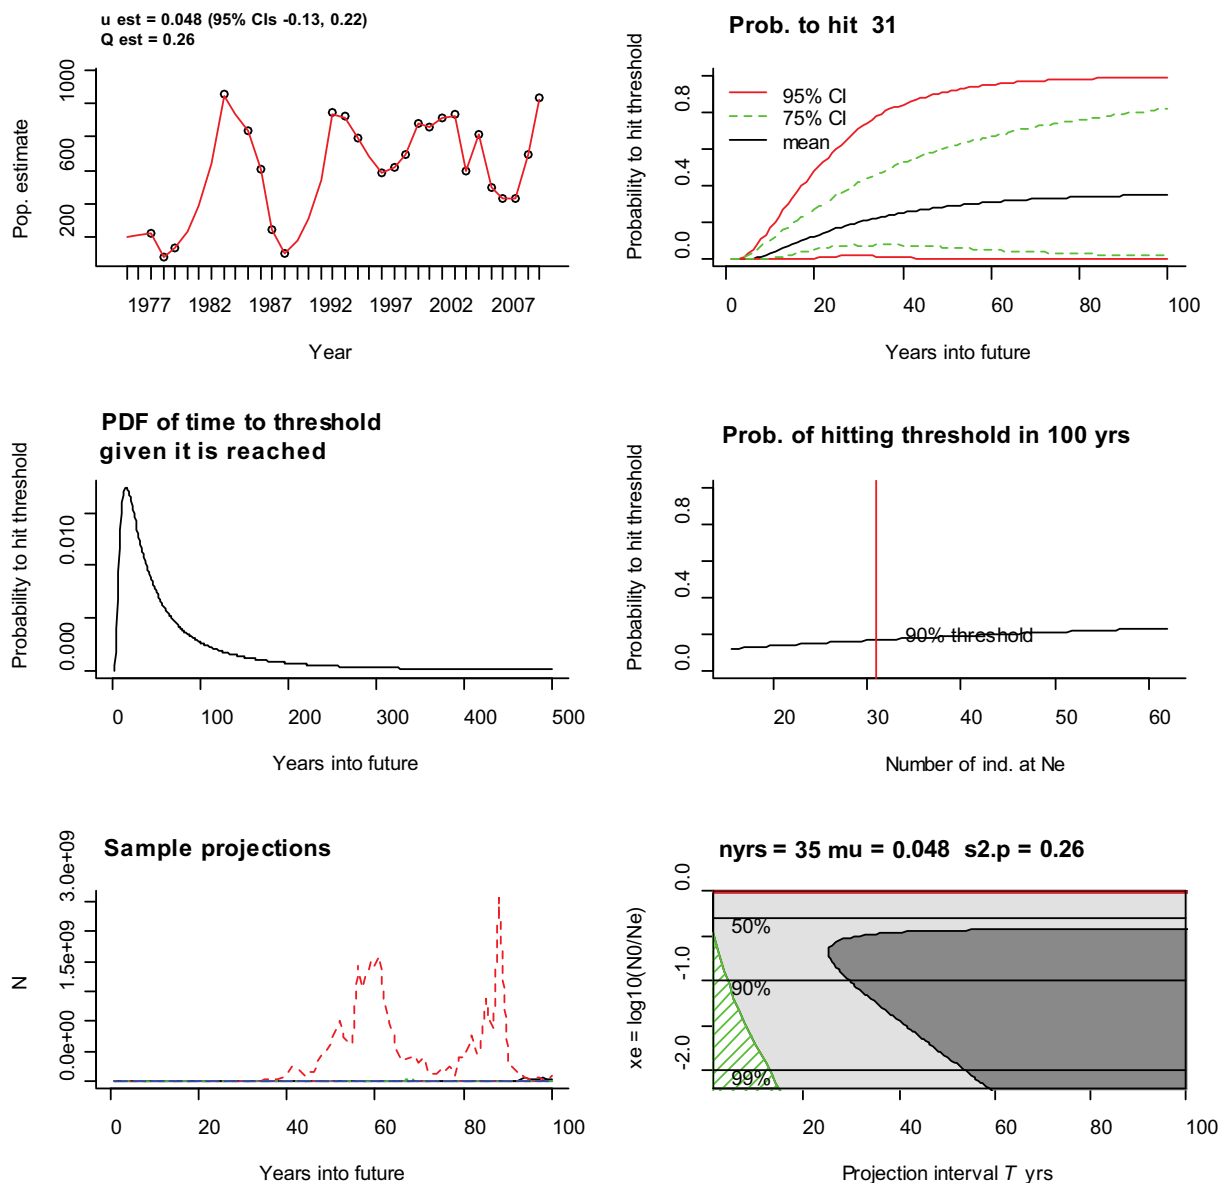 u est = 0.048 (95% CIs -0.13, 0.22)
Q est = 0.26
Pop. estimate
200 600 1000
1977 1982 1987 1992 1997 2002 2007
Year
Prob. to hit 31
Probability to hit threshold
0.0 0.4 0.8
95% CI
75% CI
mean
0 20 40 60 80 100
Years into future
PDF of time to threshold
given it is reached
Probability to hit threshold
0.000 0.010
0 100 200 300 400 500
Years into future
Prob. of hitting threshold in 100 yrs
Probability to hit threshold
0.0 0.4 0.8
90% threshold
20 30 40 50 60
Number of ind. at Ne
Sample projections
N
0.0e+00 1.5e+09 3.0e+09
0 20 40 60 80 100
Years into future
nyrs = 35 mu = 0.048 s2.p = 0.26
xe = log10(N0/Ne)
-2.0 -1.0 0.0
50%
90%
99%
20 40 60 80 100
Projection interval T yrs